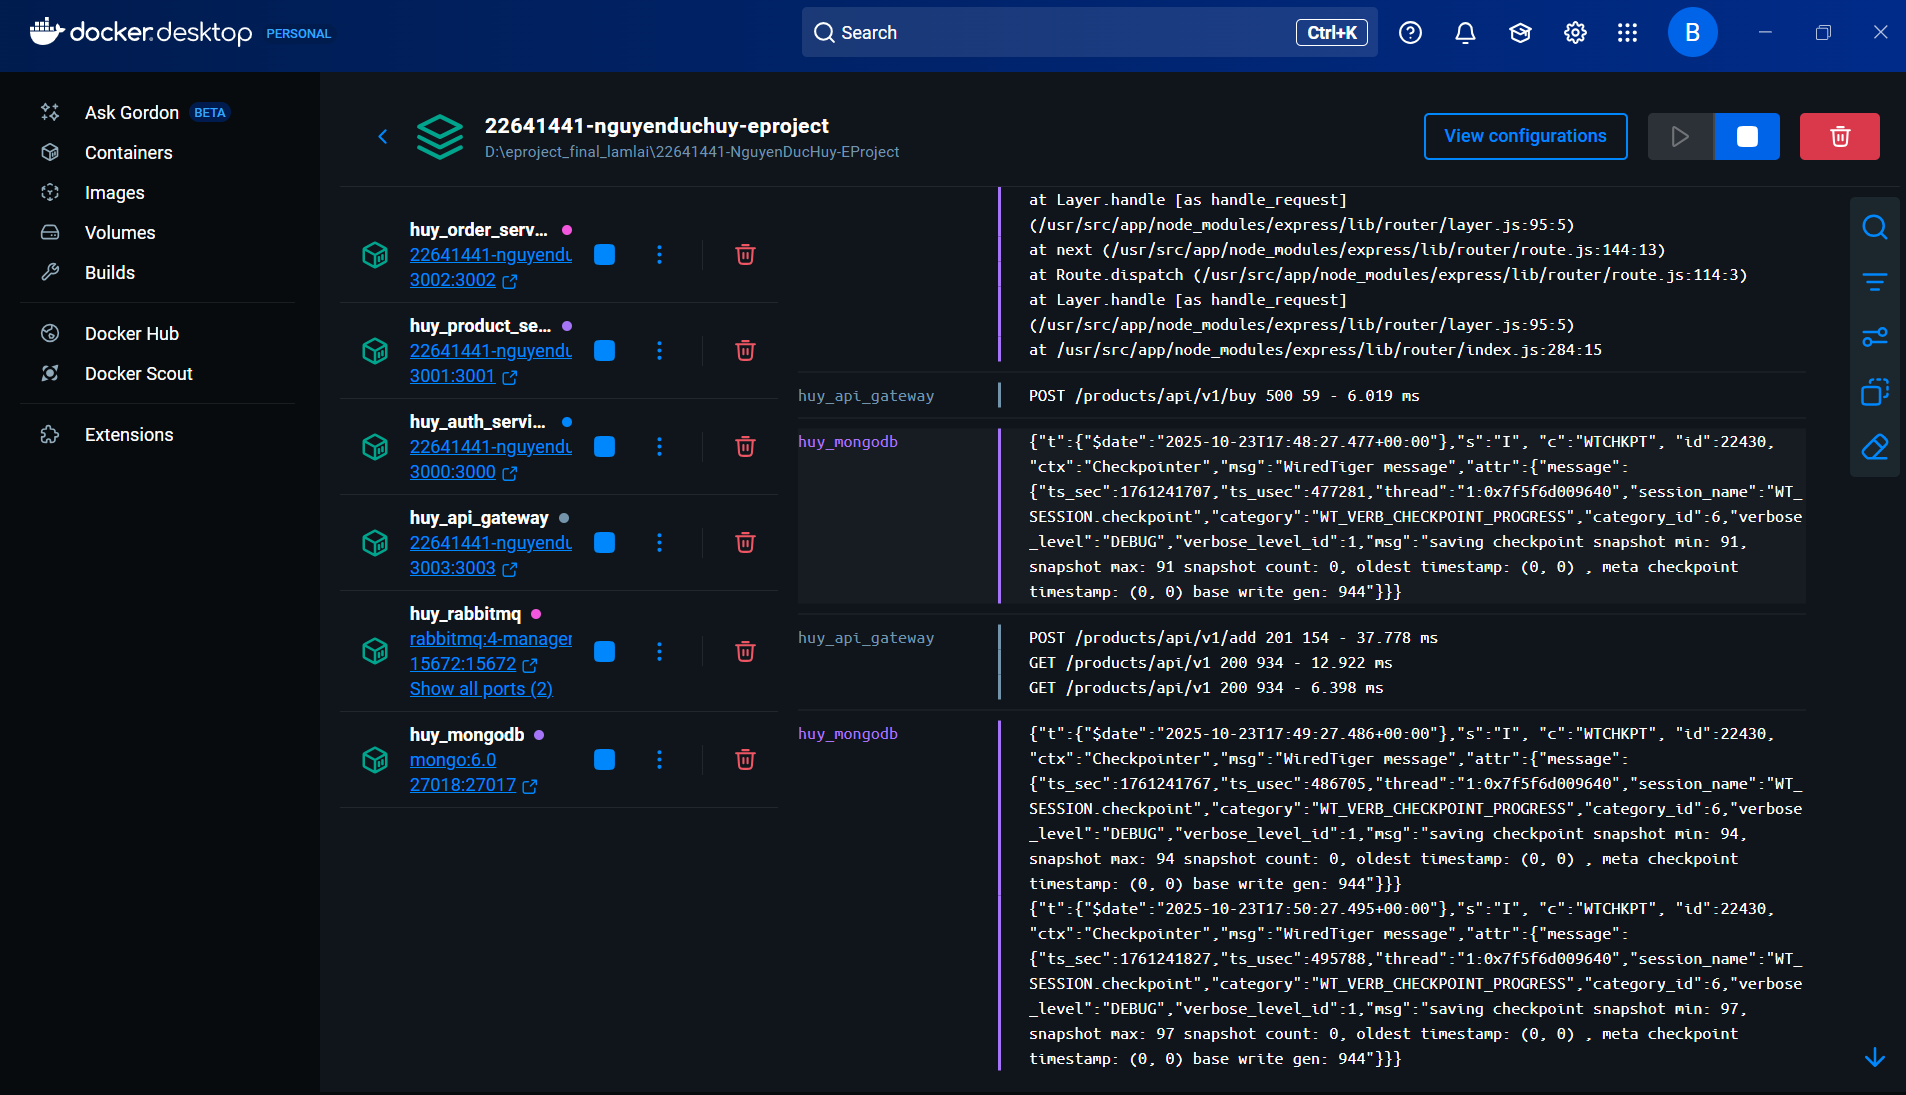 docker.desktop PERSONAL
Search
Ctrl+K
B
Ask Gordon BETA
Containers
Images
Volumes
Builds
Docker Hub
Docker Scout
Extensions
22641441-nguyenduchuy-eproject
D:\eproject_final_lamlai\22641441-NguyenDucHuy-EProject
View configurations
huy_order_serv...
22641441-nguyendu
3002:3002
huy_product_se...
22641441-nguyendu
3001:3001
huy_auth_servi...
22641441-nguyendu
3000:3000
huy_api_gateway
22641441-nguyendu
3003:3003
huy_rabbitmq
rabbitmq:4-manager
15672:15672
Show all ports (2)
huy_mongodb
mongo:6.0
27018:27017
at Layer.handle [as handle_request]
(/usr/src/app/node_modules/express/lib/router/layer.js:95:5)
at next (/usr/src/app/node_modules/express/lib/router/route.js:144:13)
at Route.dispatch (/usr/src/app/node_modules/express/lib/router/route.js:114:3)
at Layer.handle [as handle_request]
(/usr/src/app/node_modules/express/lib/router/layer.js:95:5)
at /usr/src/app/node_modules/express/lib/router/index.js:284:15
huy_api_gateway
POST /products/api/v1/buy 500 59 - 6.019 ms
huy_mongodb
{"t":{"$date":"2025-10-23T17:48:27.477+00:00"},"s":"I", "c":"WTCHKPT", "id":22430,
"ctx":"Checkpointer","msg":"WiredTiger message","attr":{"message":
{"ts_sec":1761241707,"ts_usec":477281,"thread":"1:0x7f5f6d009640","session_name":"WT_
SESSION.checkpoint","category":"WT_VERB_CHECKPOINT_PROGRESS","category_id":6,"verbose
_level":"DEBUG","verbose_level_id":1,"msg":"saving checkpoint snapshot min: 91,
snapshot max: 91 snapshot count: 0, oldest timestamp: (0, 0) , meta checkpoint
timestamp: (0, 0) base write gen: 944"}}}
huy_api_gateway
POST /products/api/v1/add 201 154 - 37.778 ms
GET /products/api/v1 200 934 - 12.922 ms
GET /products/api/v1 200 934 - 6.398 ms
huy_mongodb
{"t":{"$date":"2025-10-23T17:49:27.486+00:00"},"s":"I", "c":"WTCHKPT", "id":22430,
"ctx":"Checkpointer","msg":"WiredTiger message","attr":{"message":
{"ts_sec":1761241767,"ts_usec":486705,"thread":"1:0x7f5f6d009640","session_name":"WT_
SESSION.checkpoint","category":"WT_VERB_CHECKPOINT_PROGRESS","category_id":6,"verbose
_level":"DEBUG","verbose_level_id":1,"msg":"saving checkpoint snapshot min: 94,
snapshot max: 94 snapshot count: 0, oldest timestamp: (0, 0) , meta checkpoint
timestamp: (0, 0) base write gen: 944"}}}
{"t":{"$date":"2025-10-23T17:50:27.495+00:00"},"s":"I", "c":"WTCHKPT", "id":22430,
"ctx":"Checkpointer","msg":"WiredTiger message","attr":{"message":
{"ts_sec":1761241827,"ts_usec":495788,"thread":"1:0x7f5f6d009640","session_name":"WT_
SESSION.checkpoint","category":"WT_VERB_CHECKPOINT_PROGRESS","category_id":6,"verbose
_level":"DEBUG","verbose_level_id":1,"msg":"saving checkpoint snapshot min: 97,
snapshot max: 97 snapshot count: 0, oldest timestamp: (0, 0) , meta checkpoint
timestamp: (0, 0) base write gen: 944"}}}